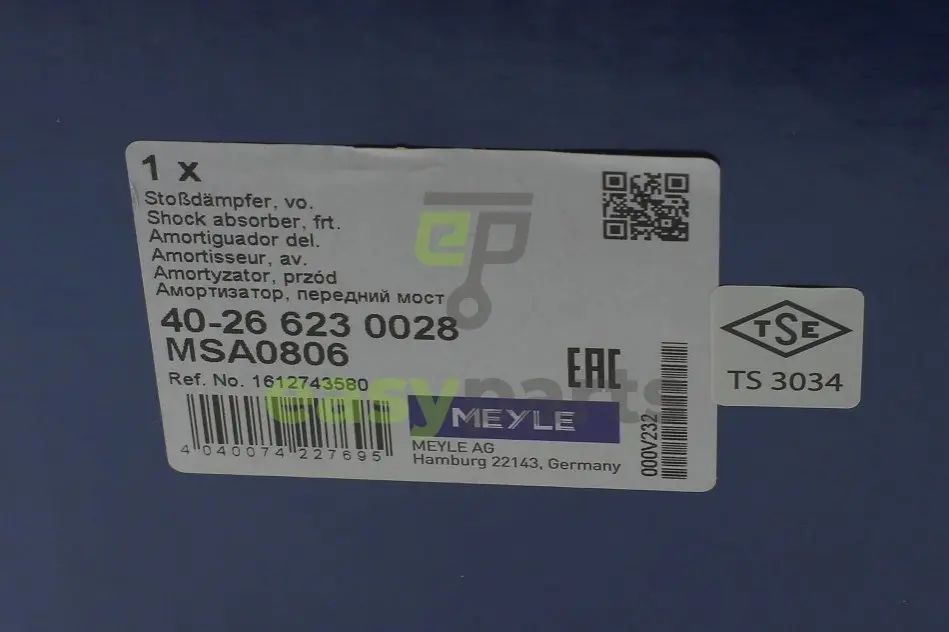 1 x
Stoßdämpfer, vo.
Shock absorber, frt.
Amortiguador del.
Amortisseur, av.
Amortyzator, przód
Амортизатор, передний мост
40-26 623 0028
MSA0806
Ref. No. 1612743580
4 040074 227695
EAC
MEYLE
MEYLE AG
Hamburg 22143, Germany
000V232
TSE
TS 3034
ep
easyparts